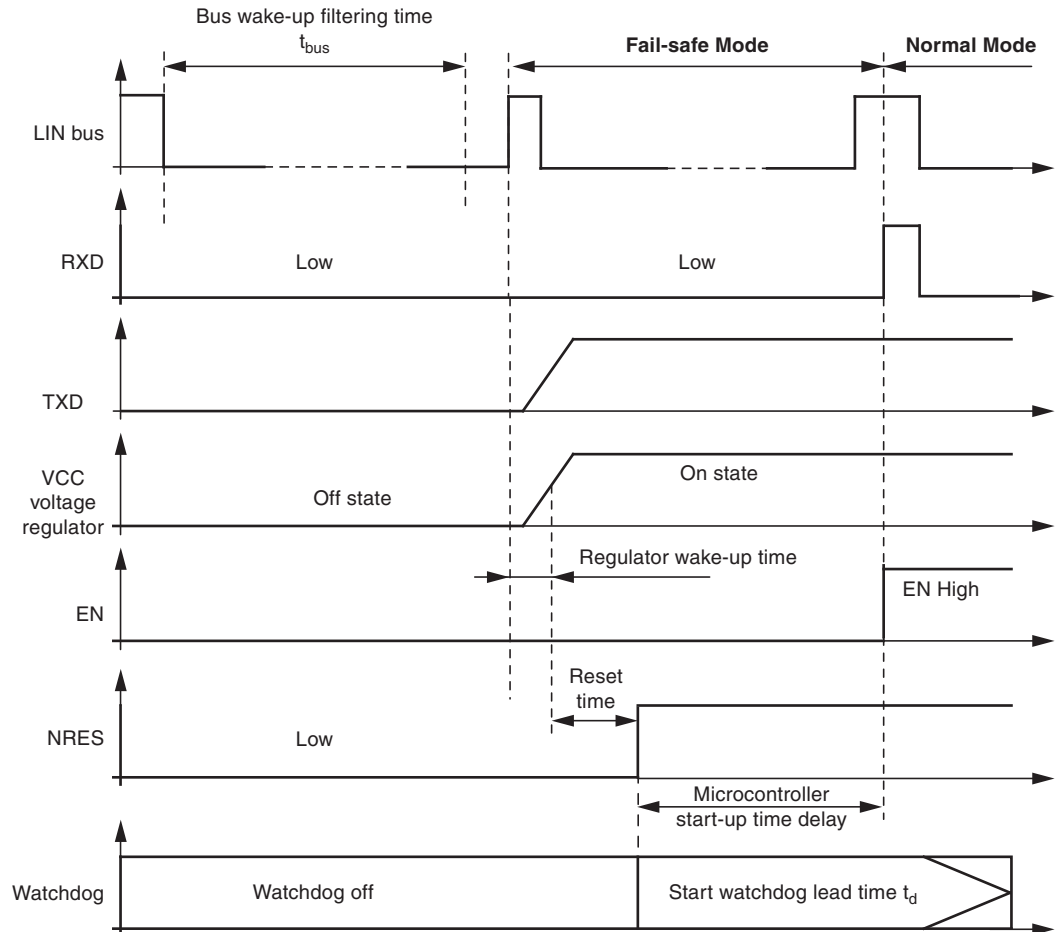 Bus wake-up filtering time
tbus
Fail-safe Mode
Normal Mode
LIN bus
RXD
Low
Low
TXD
VCC
voltage
regulator
Off state
On state
Regulator wake-up time
EN
EN High
Reset
time
NRES
Low
Microcontroller
start-up time delay
Watchdog
Watchdog off
Start watchdog lead time td